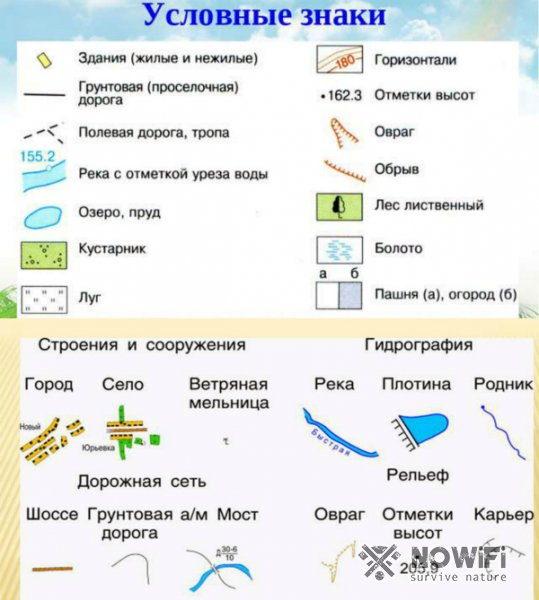 Условные знаки
Здания (жилые и нежилые)
Грунтовая (проселочная)
дорога
Полевая дорога, тропа
155.2
Река с отметкой уреза воды
Озеро, пруд
Кустарник
Луг
180
Горизонтали
162.3
Отметки высот
Овраг
Обрыв
Лес лиственный
Болото
а б
Пашня (а), огород (б)
Строения и сооружения
Город
Село
Ветряная
мельница
Новый
Юрьевка
Дорожная сеть
Шоссе
Грунтовая а/м
дорога
Мост
Д 30-6
10
Гидрография
Река
Плотина
Родник
Быстрая
Рельеф
Овраг
Отметки
высот
Карьер
205.9
NOWiFi
survive nature